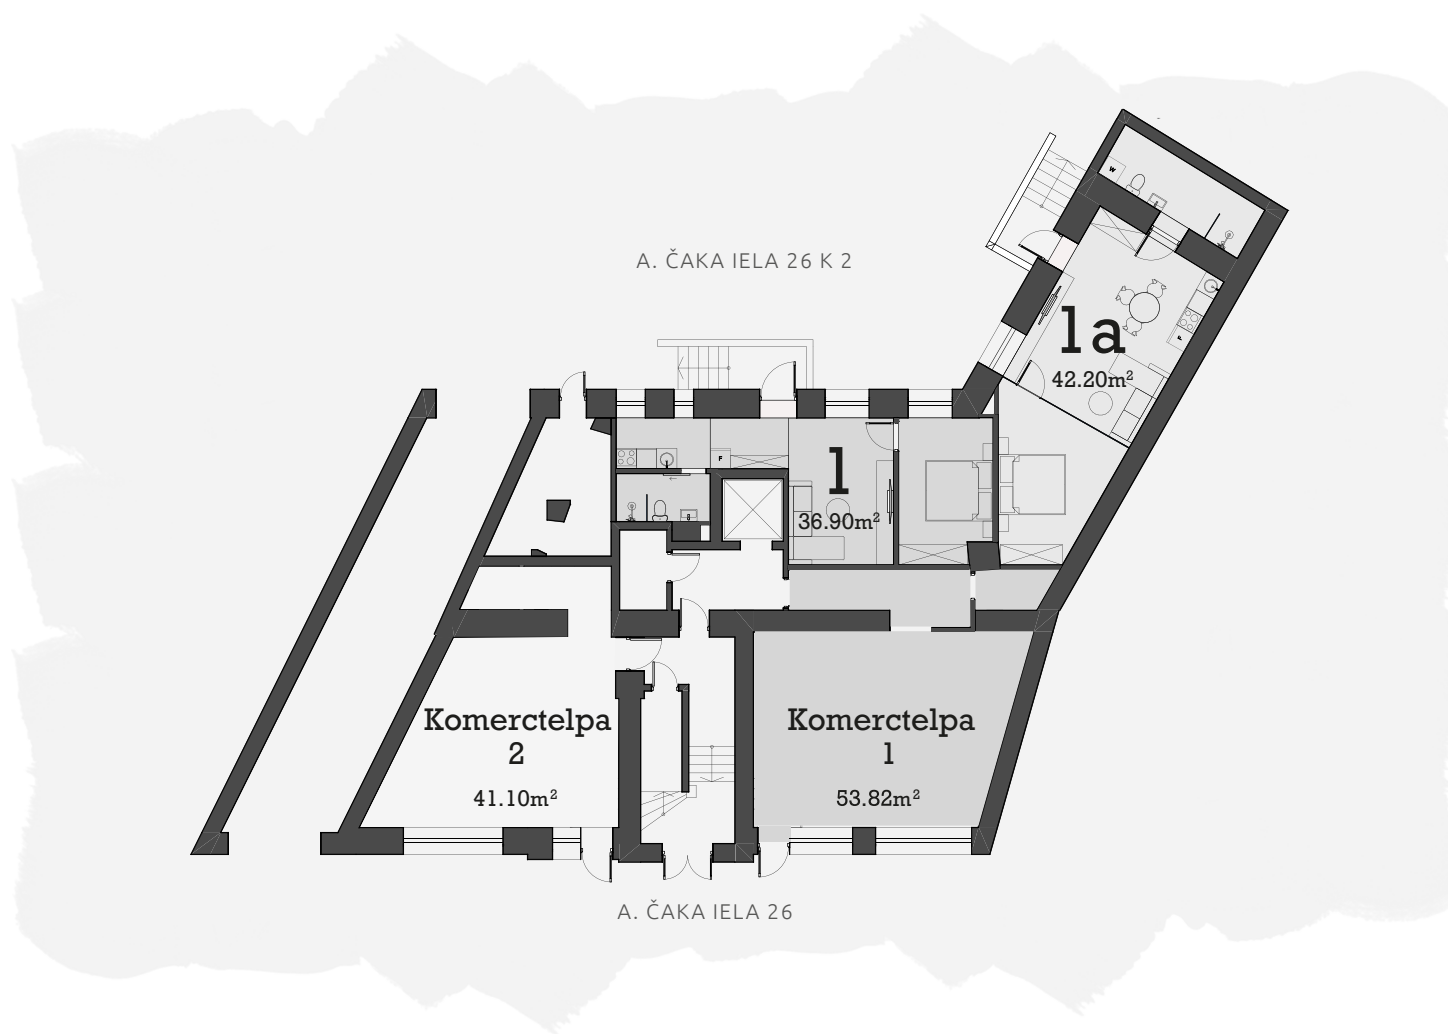 W
A. ČAKA IELA 26 K 2
1a
F
42.20m²
F
1
36.90m²
Komerctelpa
2
41.10m²
Komerctelpa
1
53.82m²
A. ČAKA IELA 26